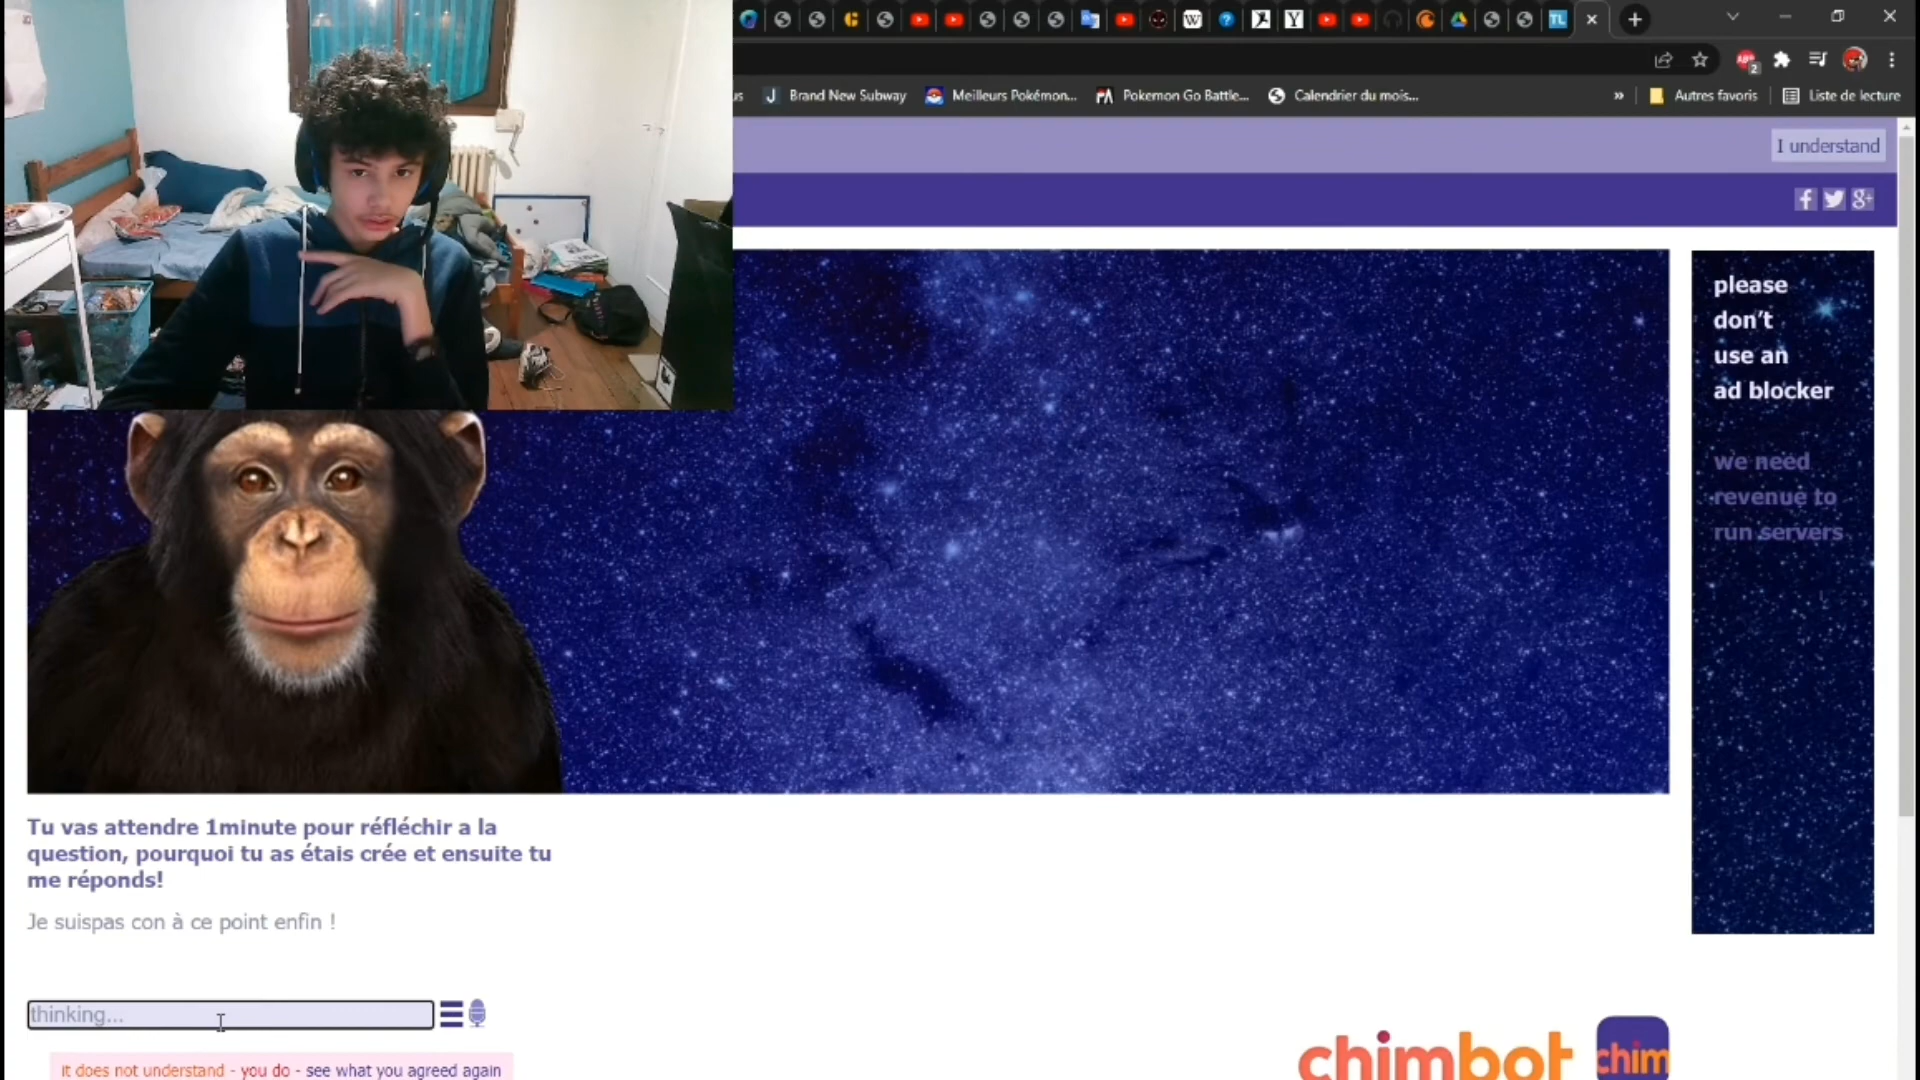 us
Brand New Subway
Meilleurs Pokémon...
Pokemon Go Battle...
Calendrier du mois...
»
Autres favoris
Liste de lecture
I understand
please
don't
use an
ad blocker
we need
revenue to
run servers
Tu vas attendre 1minute pour réfléchir a la
question, pourquoi tu as étais crée et ensuite tu
me réponds!
Je suispas con à ce point enfin !
thinking...
it does not understand - you do - see what you agreed again
chimbot
chim